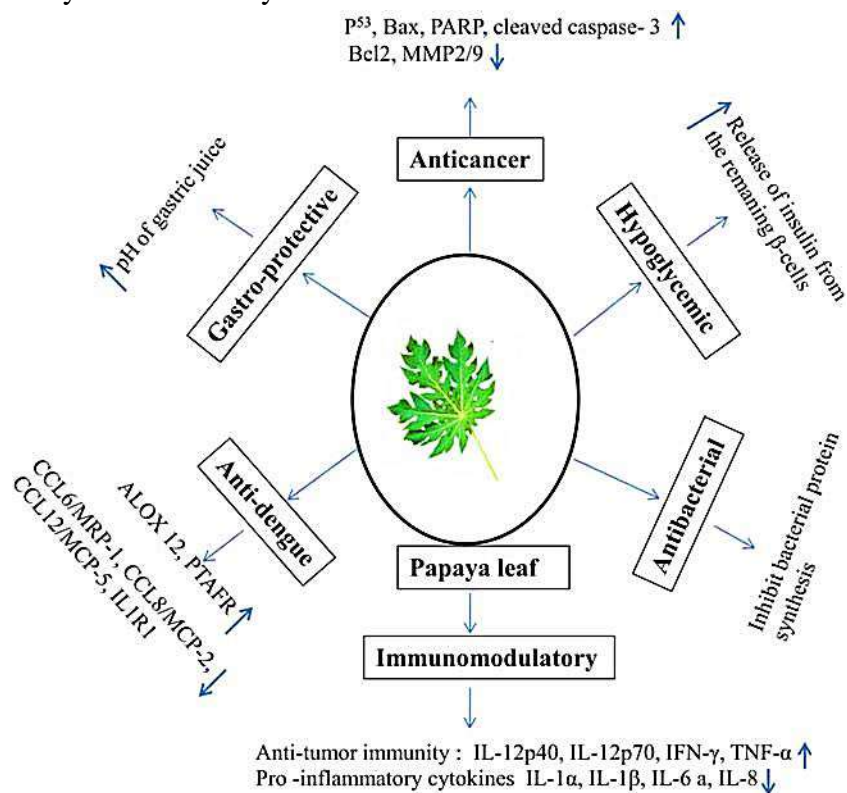 P53, Bax, PARP, cleaved caspase- 3
Bcl2, MMP2/9
Anticancer
Release of insulin from
the remaning β-cells
Hypoglycemic
pH of gastric juice
Gastro-protective
Anti-dengue
ALOX 12, PTAFR
CCL6/MRP-1, CCL8/MCP-2,
CCL12/MCP-5, IL1R1
Antibacterial
Inhibit bacterial protein
synthesis
Papaya leaf
Immunomodulatory
Anti-tumor immunity : IL-12p40, IL-12p70, IFN-γ, TNF-α
Pro -inflammatory cytokines IL-1α, IL-1β, IL-6 a, IL-8